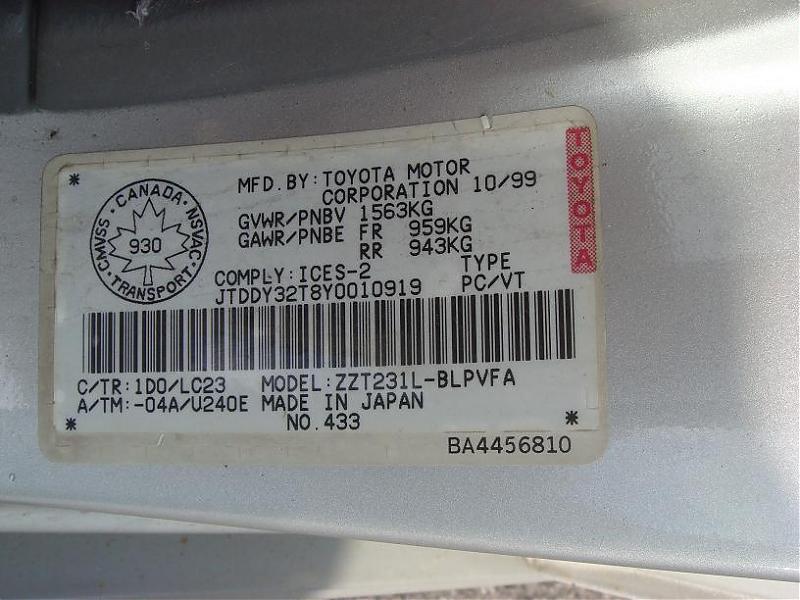 CMVSS · CANADA · NSVAC · TRANSPORT ·
930
MFD. BY: TOYOTA MOTOR
CORPORATION 10/99
GVWR/PNBV 1563KG
GAWR/PNBE FR 959KG
RR 943KG
COMPLY: ICES-2 TYPE
JTDDY32T8Y0010919 PC/VT
C/TR: 1D0/LC23 MODEL: ZZT231L-BLPVFA
A/TM: -04A/U240E MADE IN JAPAN
NO. 433
BA4456810
TOYOTA